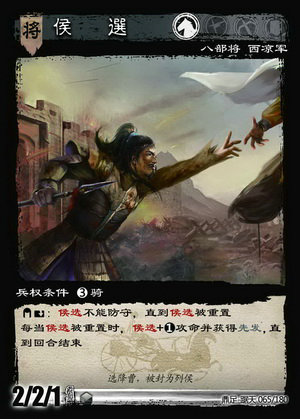 将 侯 選
八部将 西凉军
兵权条件 3 骑
侯选不能防守，直到侯选被重置
每当侯选被重置时，侯选+1攻命并获得先发，直
到回合结束
选降曹，被封为列侯
2/2/1
065/180